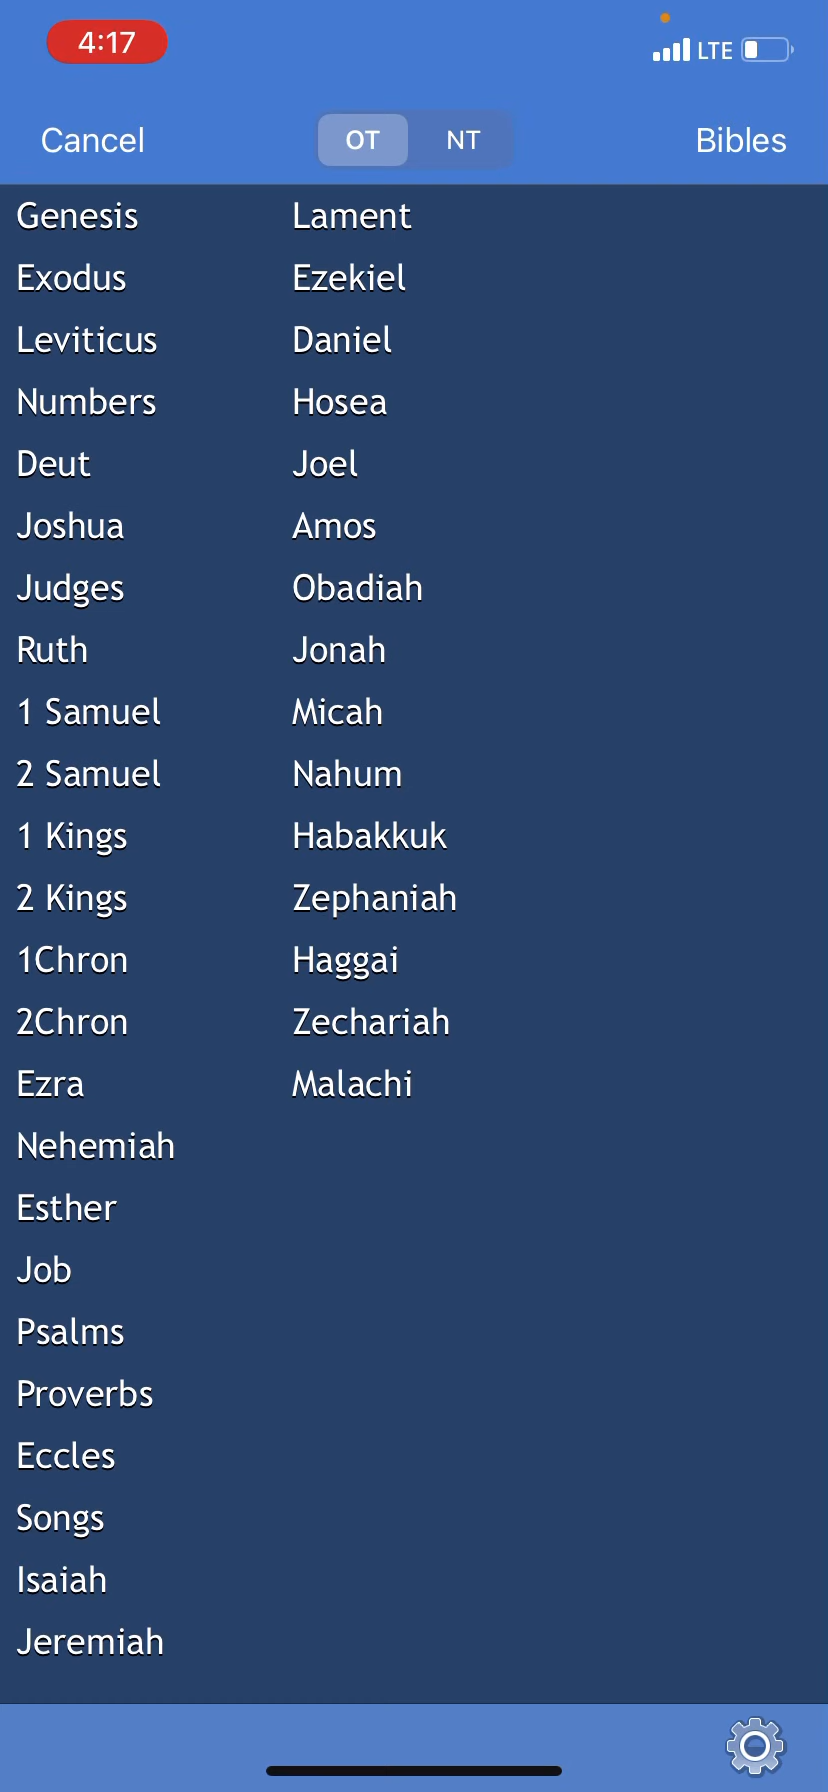 4:17
LTE
Cancel
OT NT
Bibles
Genesis
Exodus
Leviticus
Numbers
Deut
Joshua
Judges
Ruth
1 Samuel
2 Samuel
1 Kings
2 Kings
1Chron
2Chron
Ezra
Nehemiah
Esther
Job
Psalms
Proverbs
Eccles
Songs
Isaiah
Jeremiah
Lament
Ezekiel
Daniel
Hosea
Joel
Amos
Obadiah
Jonah
Micah
Nahum
Habakkuk
Zephaniah
Haggai
Zechariah
Malachi